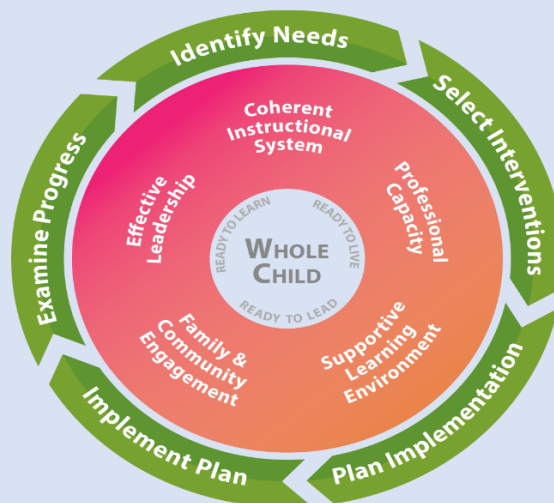 Identify Needs
Select Interventions
Plan Implementation
Implement Plan
Examine Progress
Coherent
Instructional
System
Professional
Capacity
Supportive
Learning
Environment
Family &
Community
Engagement
Effective
Leadership
READY TO LEARN
READY TO LIVE
READY TO LEAD
WHOLE
CHILD